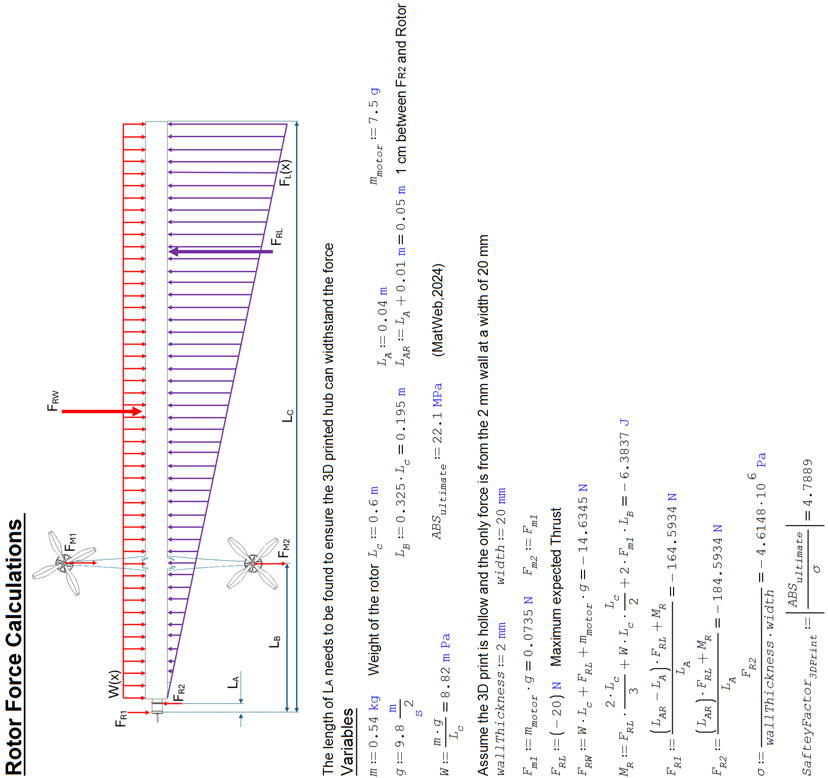 Rotor Force Calculations
F_R1
W(x)
F_M1
F_RW
F_R2
L_A
L_B
F_M2
L_C
F_RL
F_L(x)
The length of L_A needs to be found to ensure the 3D printed hub can widthstand the force
Variables
m:=0.54 kg Weight of the rotor L_c:=0.6 m L_A:=0.04 m m_motor:=7.5 g
g:=9.8 m/s^2 L_B:=0.325·L_c=0.195 m L_AR:=L_A+0.01 m=0.05 m 1 cm between F_R2 and Rotor
W:=(m·g)/L_c=8.82 m Pa ABS_ultimate:=22.1 MPa (MatWeb,2024)
Assume the 3D print is hollow and the only force is from the 2 mm wall at a width of 20 mm
wallThickness:=2 mm width:=20 mm
F_m1:=m_motor·g=0.0735 N F_m2:=F_m1
F_RL:=(-20) N Maximum expected Thrust
F_RW:=W·L_c+F_RL+m_motor·g=-14.6345 N
M_R:=F_RL·(2·L_c)/3+W·L_c·L_c/2+2·F_m1·L_B=-6.3837 J
F_R1:=((L_AR-L_A)·F_RL+M_R)/L_A=-164.5934 N
F_R2:=((L_AR)·F_RL+M_R)/L_A=-184.5934 N
σ:=F_R2/(wallThickness·width)=-4.6148·10^6 Pa
SafteyFactor_3DPrint:=|ABS_ultimate/σ|=4.7889